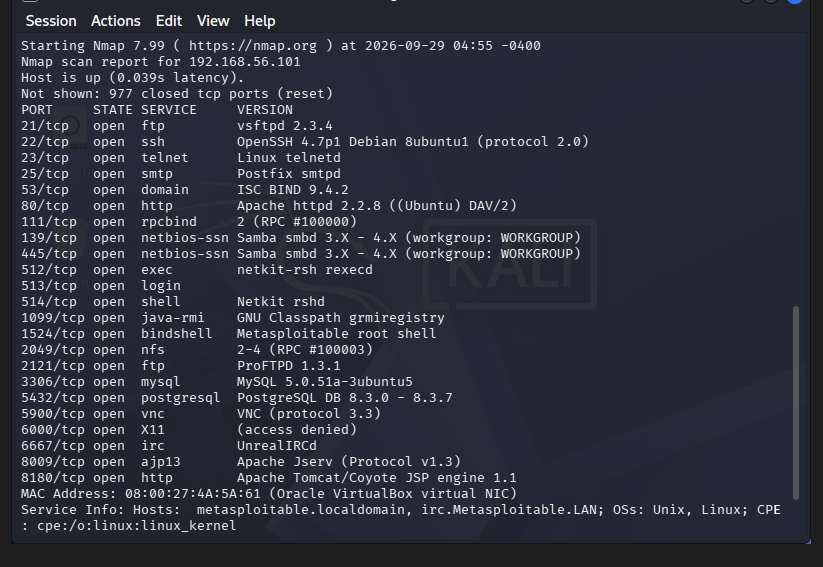 Session Actions Edit View Help
Starting Nmap 7.99 ( https://nmap.org ) at 2026-09-29 04:55 -0400
Nmap scan report for 192.168.56.101
Host is up (0.039s latency).
Not shown: 977 closed tcp ports (reset)
PORT     STATE SERVICE     VERSION
21/tcp   open  ftp         vsftpd 2.3.4
22/tcp   open  ssh         OpenSSH 4.7p1 Debian 8ubuntu1 (protocol 2.0)
23/tcp   open  telnet      Linux telnetd
25/tcp   open  smtp        Postfix smtpd
53/tcp   open  domain      ISC BIND 9.4.2
80/tcp   open  http        Apache httpd 2.2.8 ((Ubuntu) DAV/2)
111/tcp  open  rpcbind     2 (RPC #100000)
139/tcp  open  netbios-ssn Samba smbd 3.X - 4.X (workgroup: WORKGROUP)
445/tcp  open  netbios-ssn Samba smbd 3.X - 4.X (workgroup: WORKGROUP)
512/tcp  open  exec        netkit-rsh rexecd
513/tcp  open  login
514/tcp  open  shell       Netkit rshd
1099/tcp open  java-rmi    GNU Classpath grmiregistry
1524/tcp open  bindshell   Metasploitable root shell
2049/tcp open  nfs         2-4 (RPC #100003)
2121/tcp open  ftp         ProFTPD 1.3.1
3306/tcp open  mysql       MySQL 5.0.51a-3ubuntu5
5432/tcp open  postgresql  PostgreSQL DB 8.3.0 - 8.3.7
5900/tcp open  vnc         VNC (protocol 3.3)
6000/tcp open  X11         (access denied)
6667/tcp open  irc         UnrealIRCd
8009/tcp open  ajp13       Apache Jserv (Protocol v1.3)
8180/tcp open  http        Apache Tomcat/Coyote JSP engine 1.1
MAC Address: 08:00:27:4A:5A:61 (Oracle VirtualBox virtual NIC)
Service Info: Hosts:  metasploitable.localdomain, irc.Metasploitable.LAN; OSs: Unix, Linux; CPE
: cpe:/o:linux:linux_kernel
KALI